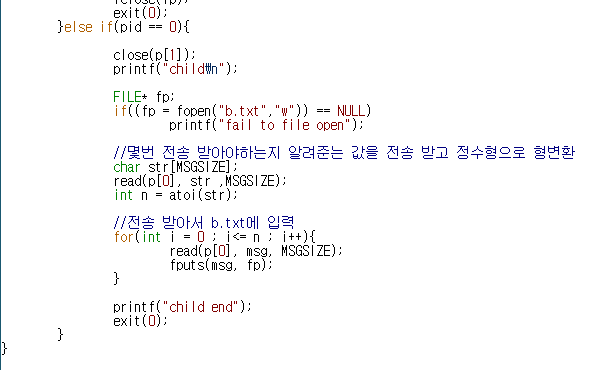 fclose(fp);
exit(0);
}else if(pid == 0){
close(p[1]);
printf("child₩n");
FILE* fp;
if((fp = fopen("b.txt","w")) == NULL)
printf("fail to file open");
//몇번 전송 받아야하는지 알려준는 값을 전송 받고 정수형으로 형변환
char str[MSGSIZE];
read(p[0], str ,MSGSIZE);
int n = atoi(str);
//전송 받아서 b.txt에 입력
for(int i = 0 ; i<= n ; i++){
read(p[0], msg, MSGSIZE);
fputs(msg, fp);
}
printf("child end");
exit(0);
}
}